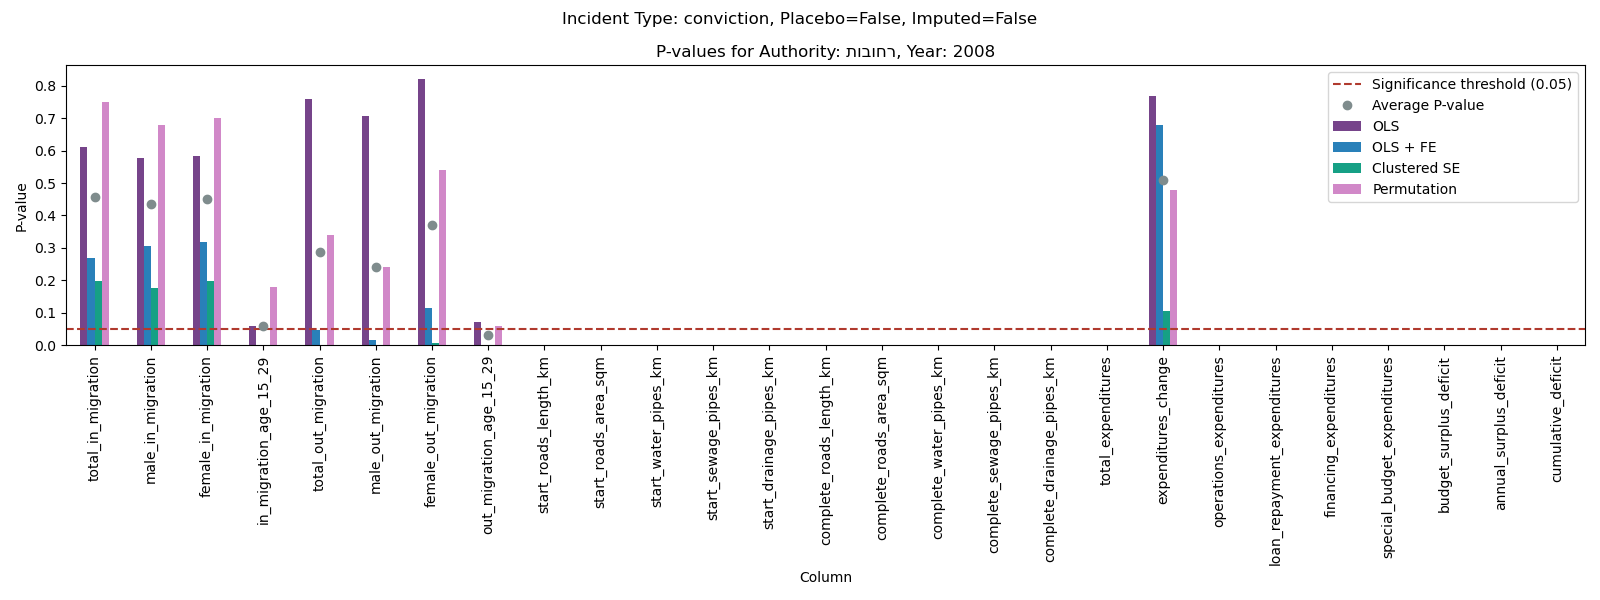 Incident Type: conviction, Placebo=False, Imputed=False
P-values for Authority: רחובות, Year: 2008
P-value
0.8
0.7
0.6
0.5
0.4
0.3
0.2
0.1
0.0
Significance threshold (0.05)
Average P-value
OLS
OLS + FE
Clustered SE
Permutation
total_in_migration
male_in_migration
female_in_migration
in_migration_age_15_29
total_out_migration
male_out_migration
female_out_migration
out_migration_age_15_29
start_roads_length_km
start_roads_area_sqm
start_water_pipes_km
start_sewage_pipes_km
start_drainage_pipes_km
complete_roads_length_km
complete_roads_area_sqm
complete_water_pipes_km
complete_sewage_pipes_km
complete_drainage_pipes_km
total_expenditures
expenditures_change
operations_expenditures
loan_repayment_expenditures
financing_expenditures
special_budget_expenditures
budget_surplus_deficit
annual_surplus_deficit
cumulative_deficit
Column